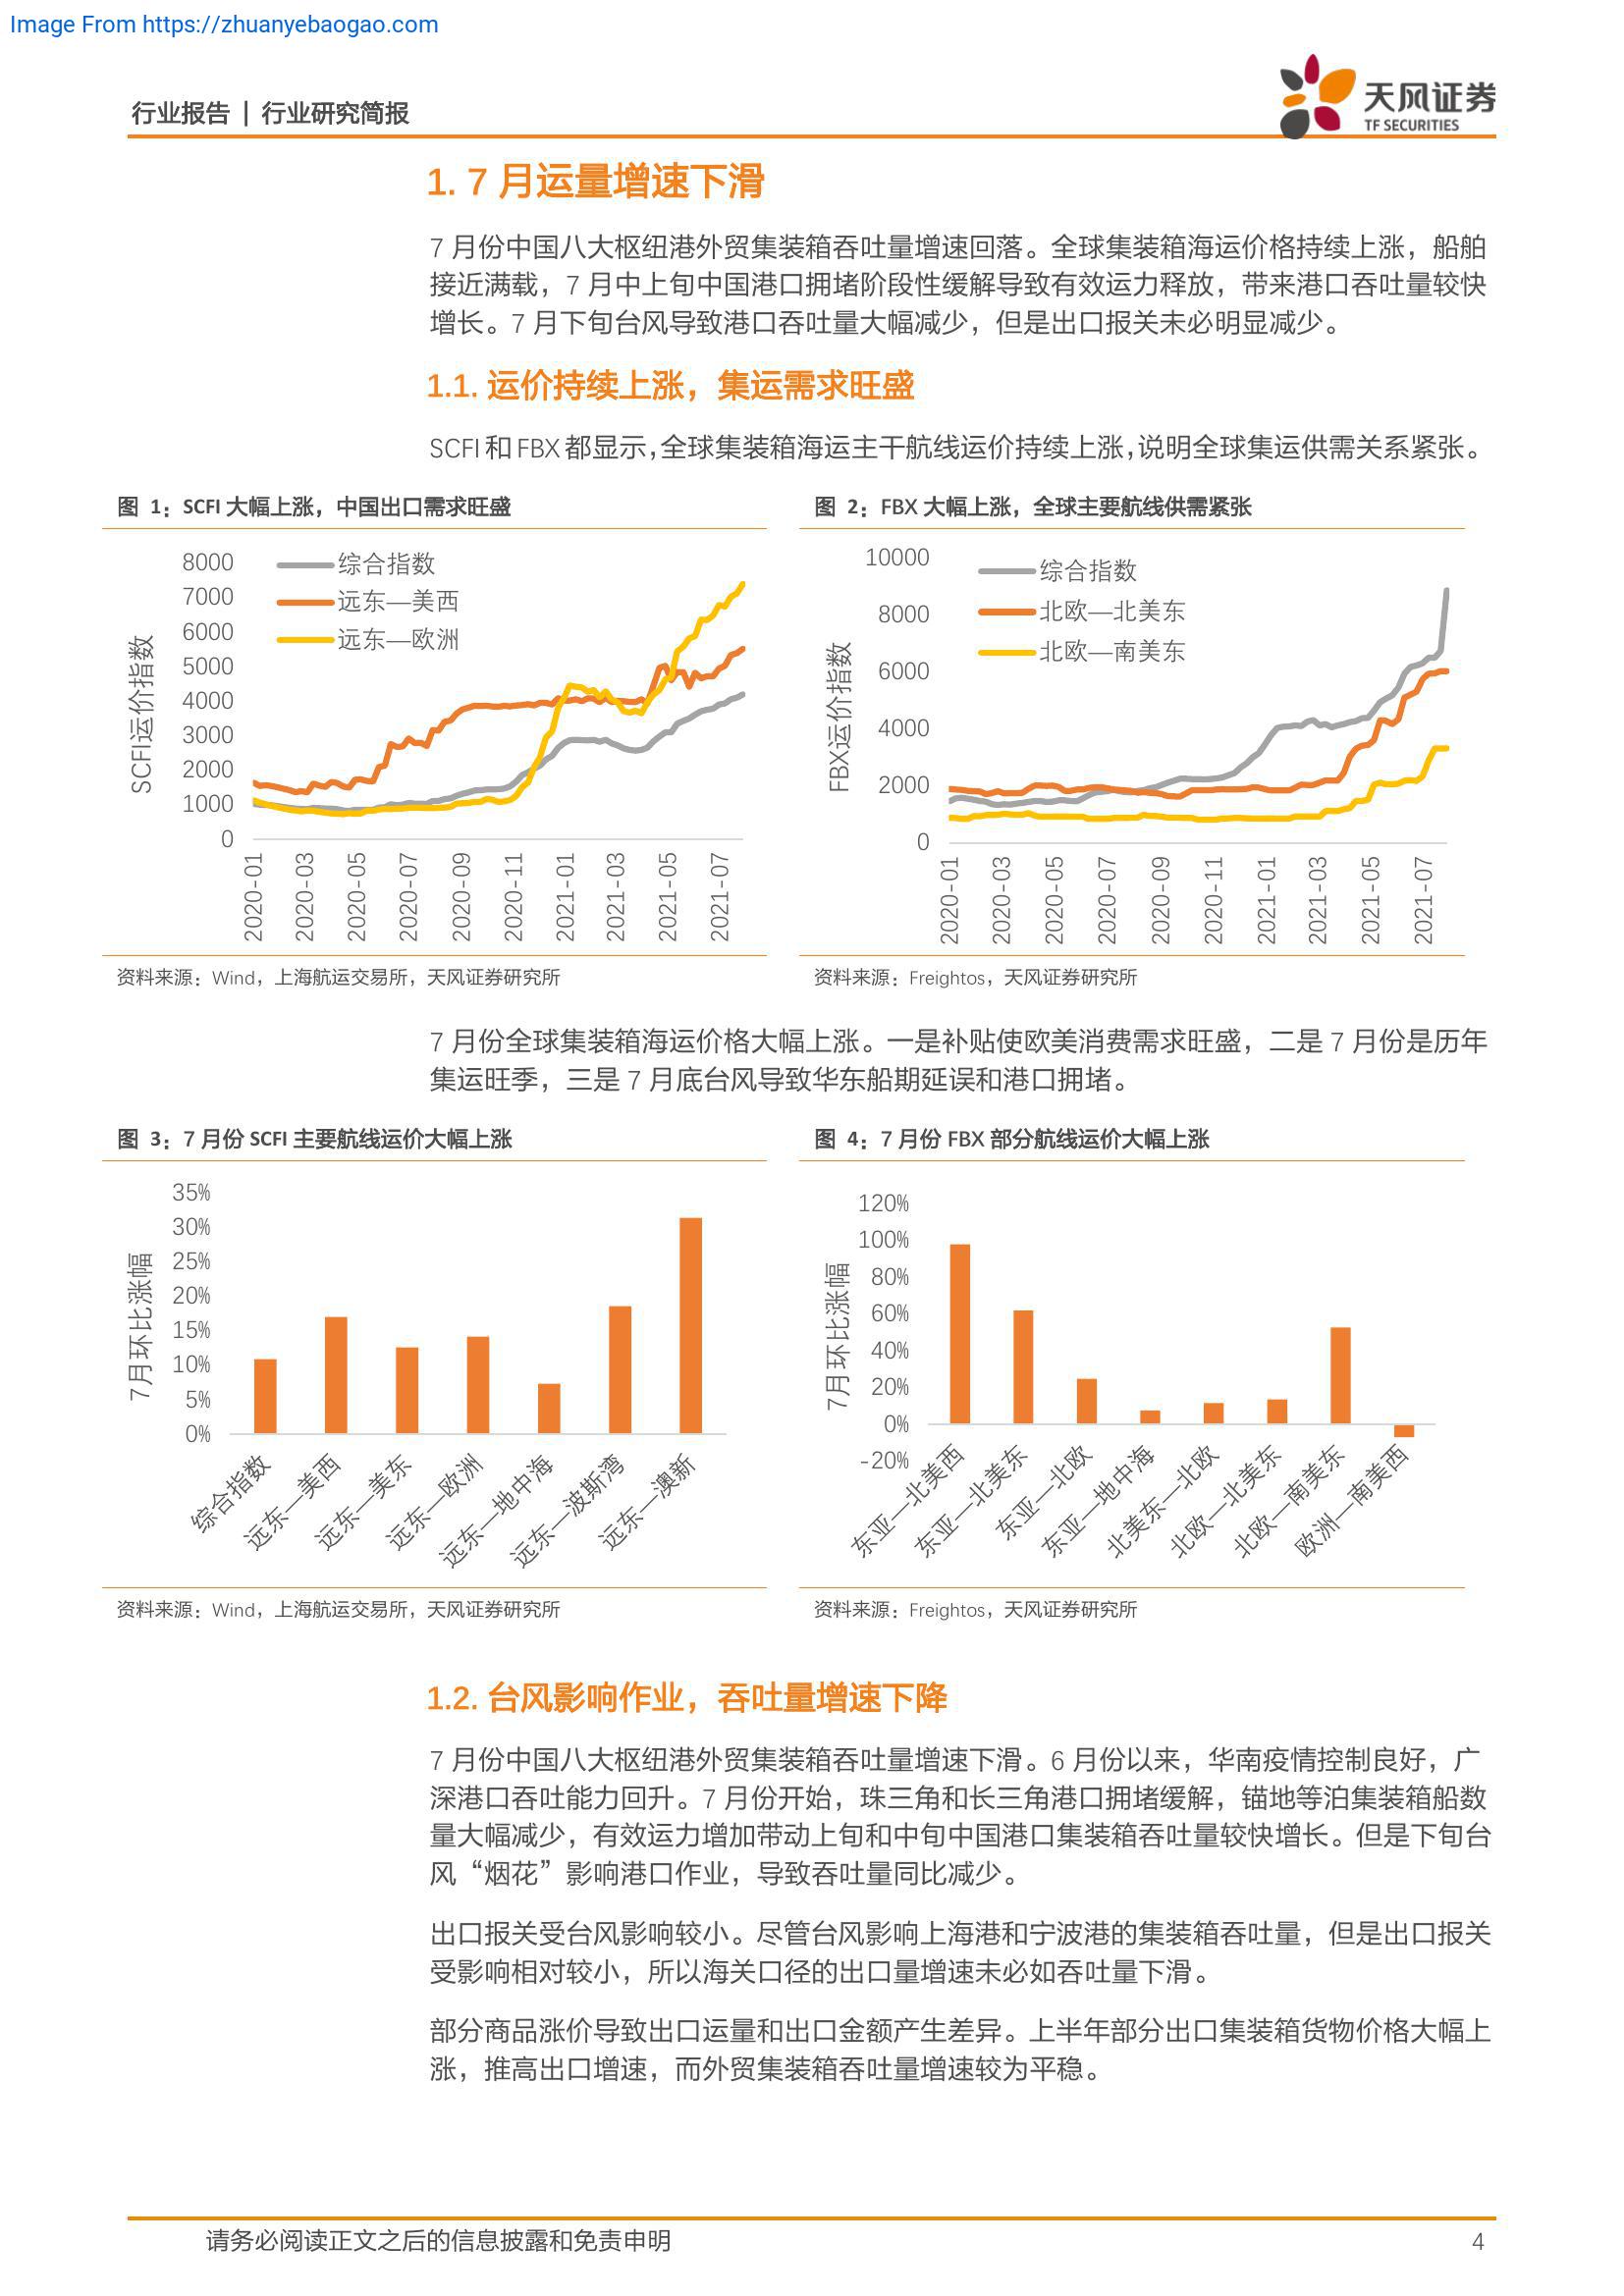 Image From https://zhuanyebaogao.com
行业报告 | 行业研究简报
天风证券
TF SECURITIES
1. 7 月运量增速下滑
7 月份中国八大枢纽港外贸集装箱吞吐量增速回落。全球集装箱海运价格持续上涨，船舶
接近满载，7 月中上旬中国港口拥堵阶段性缓解导致有效运力释放，带来港口吞吐量较快
增长。7 月下旬台风导致港口吞吐量大幅减少，但是出口报关未必明显减少。
1.1. 运价持续上涨，集运需求旺盛
SCFI 和 FBX 都显示，全球集装箱海运主干航线运价持续上涨，说明全球集运供需关系紧张。
图 1：SCFI 大幅上涨，中国出口需求旺盛
SCFI运价指数
8000
7000
6000
5000
4000
3000
2000
1000
0
综合指数
远东—美西
远东—欧洲
2020-01
2020-03
2020-05
2020-07
2020-09
2020-11
2021-01
2021-03
2021-05
2021-07
资料来源：Wind，上海航运交易所，天风证券研究所
图 2：FBX 大幅上涨，全球主要航线供需紧张
FBX运价指数
10000
8000
6000
4000
2000
0
综合指数
北欧—北美东
北欧—南美东
2020-01
2020-03
2020-05
2020-07
2020-09
2020-11
2021-01
2021-03
2021-05
2021-07
资料来源：Freightos，天风证券研究所
7 月份全球集装箱海运价格大幅上涨。一是补贴使欧美消费需求旺盛，二是 7 月份是历年
集运旺季，三是 7 月底台风导致华东船期延误和港口拥堵。
图 3：7 月份 SCFI 主要航线运价大幅上涨
7月环比涨幅
35%
30%
25%
20%
15%
10%
5%
0%
综合指数
远东—美西
远东—美东
远东—欧洲
远东—地中海
远东—波斯湾
远东—澳新
资料来源：Wind，上海航运交易所，天风证券研究所
图 4：7 月份 FBX 部分航线运价大幅上涨
7月环比涨幅
120%
100%
80%
60%
40%
20%
0%
-20%
东亚—北美西
东亚—北美东
东亚—北欧
东亚—地中海
北美东—北欧
北欧—北美东
北欧—南美东
欧洲—南美西
资料来源：Freightos，天风证券研究所
1.2. 台风影响作业，吞吐量增速下降
7 月份中国八大枢纽港外贸集装箱吞吐量增速下滑。6 月份以来，华南疫情控制良好，广
深港口吞吐能力回升。7 月份开始，珠三角和长三角港口拥堵缓解，锚地等泊集装箱船数
量大幅减少，有效运力增加带动上旬和中旬中国港口集装箱吞吐量较快增长。但是下旬台
风“烟花”影响港口作业，导致吞吐量同比减少。
出口报关受台风影响较小。尽管台风影响上海港和宁波港的集装箱吞吐量，但是出口报关
受影响相对较小，所以海关口径的出口量增速未必如吞吐量下滑。
部分商品涨价导致出口运量和出口金额产生差异。上半年部分出口集装箱货物价格大幅上
涨，推高出口增速，而外贸集装箱吞吐量增速较为平稳。
请务必阅读正文之后的信息披露和免责申明
4